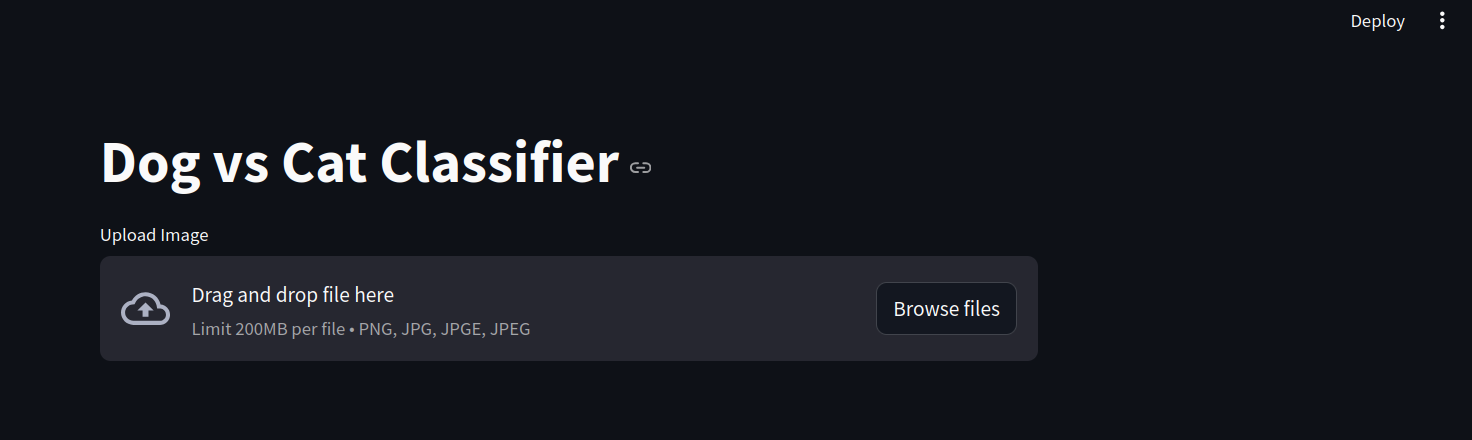 Deploy
Dog vs Cat Classifier
Upload Image
Drag and drop file here
Limit 200MB per file • PNG, JPG, JPGE, JPEG
Browse files